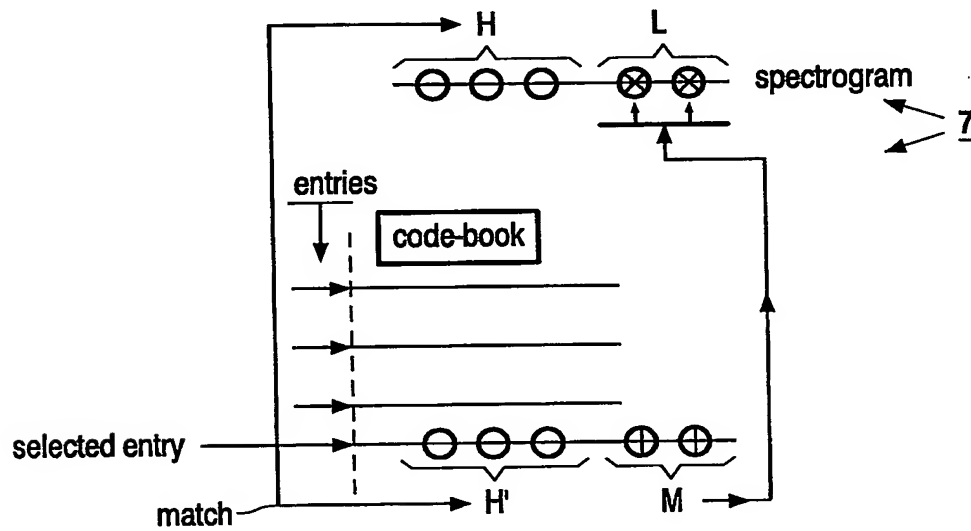 H L
spectrogram
7
entries
code-book
selected entry
match
H' M